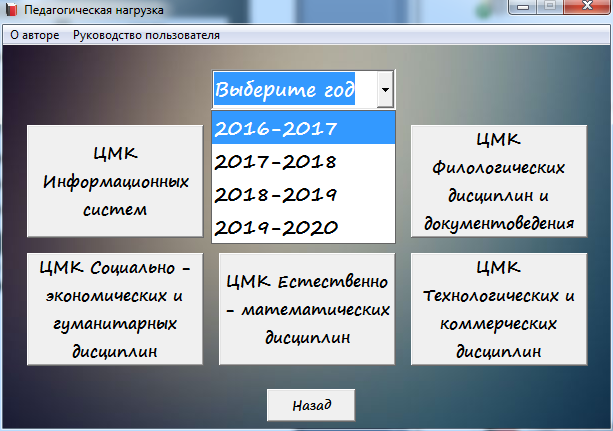 Педагогическая нагрузка
О авторе Руководство пользователя
Выберите год
2016-2017
2017-2018
2018-2019
2019-2020
ЦМК
Информационных
систем
ЦМК
Филологических
дисциплин и
документоведения
ЦМК Социально -
экономических и
гуманитарных
дисциплин
ЦМК Естественно
- математических
дисциплин
ЦМК
Технологических и
коммерческих
дисциплин
Назад